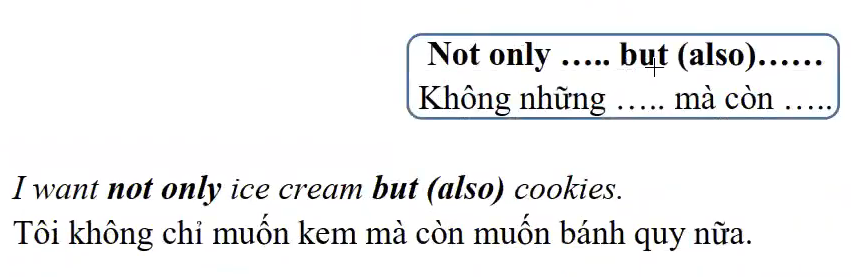 Not only ….. but (also)……
Không những ….. mà còn …..
I want not only ice cream but (also) cookies.
Tôi không chỉ muốn kem mà còn muốn bánh quy nữa.